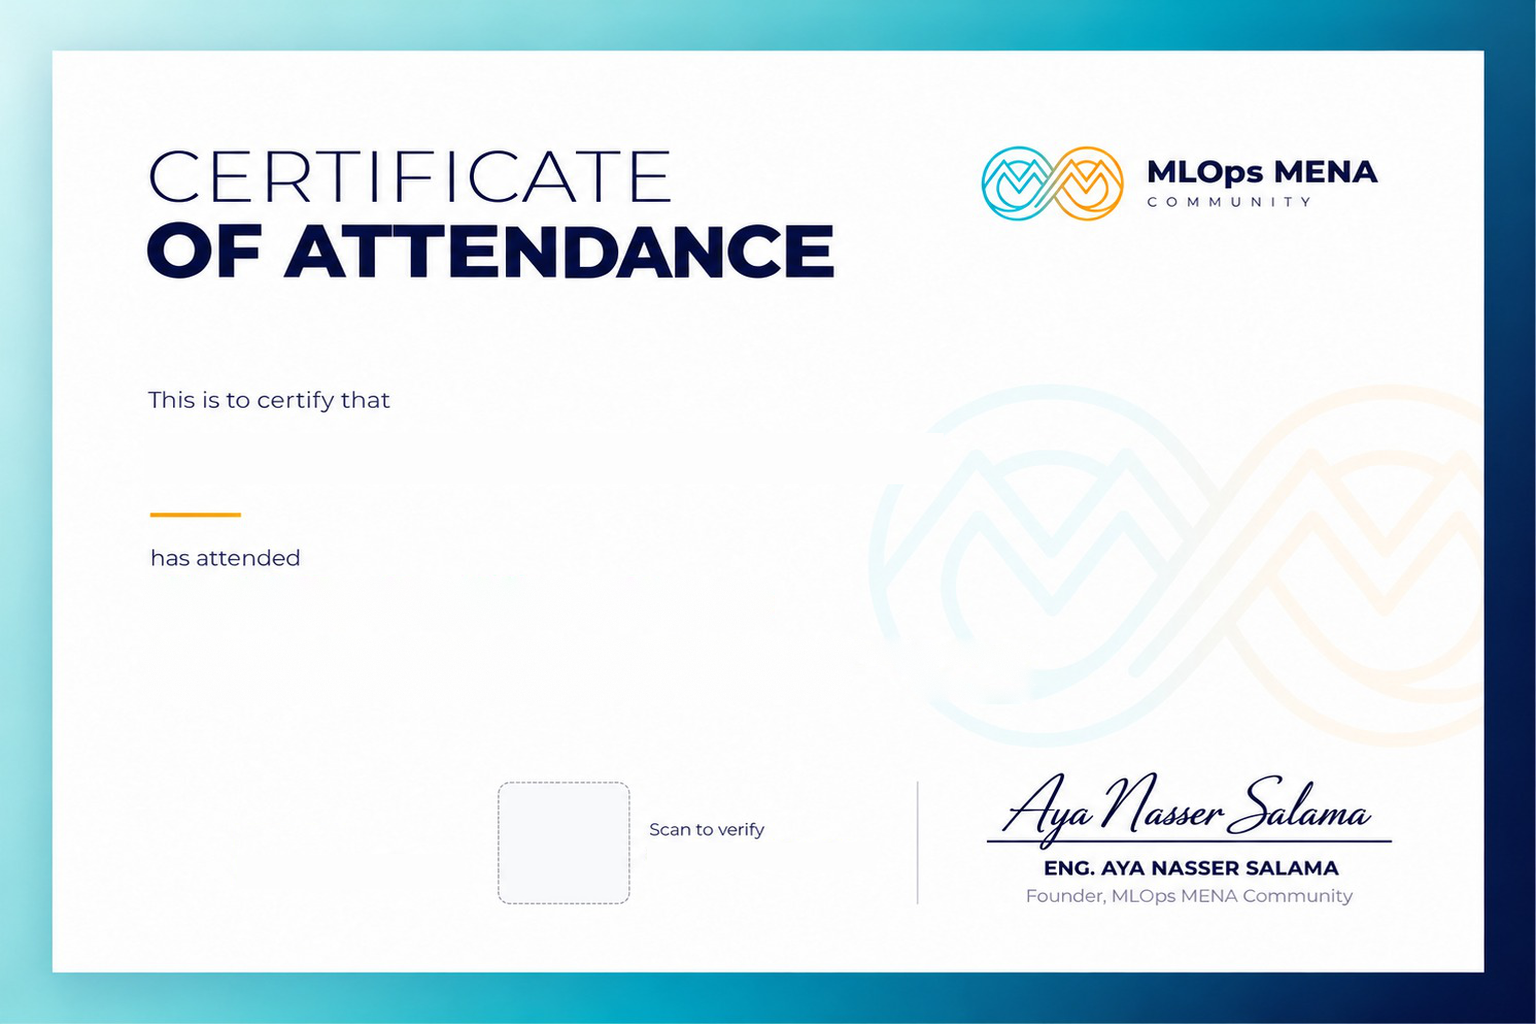 CERTIFICATE
OF ATTENDANCE
MLOps MENA
COMMUNITY
This is to certify that
has attended
Scan to verify
Aya Nasser Salama
ENG. AYA NASSER SALAMA
Founder, MLOps MENA Community